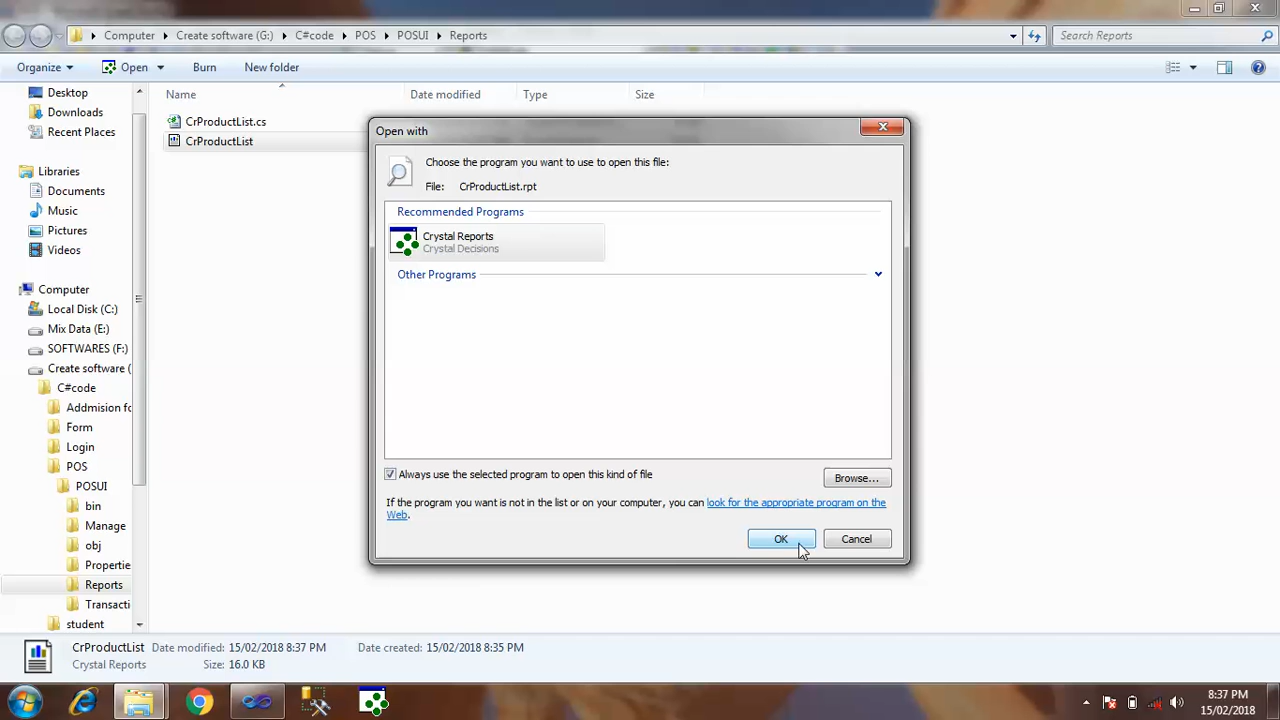 Computer Create software (G:) C#code POS POSUI Reports
Search Reports
Organize Open Burn New folder
Name Date modified Type Size
Desktop
Downloads
Recent Places
Libraries
Documents
Music
Pictures
Videos
Computer
Local Disk (C:)
Mix Data (E:)
SOFTWARES (F:)
Create software (
C#code
Addmision fo
Form
Login
POS
POSUI
bin
Manage
obj
Propertie
Reports
Transacti
student
CrProductList.cs
CrProductList
Open with
Choose the program you want to use to open this file:
File: CrProductList.rpt
Recommended Programs
Crystal Reports
Crystal Decisions
Other Programs
Always use the selected program to open this kind of file
Browse...
If the program you want is not in the list or on your computer, you can look for the appropriate program on the
Web.
OK Cancel
CrProductList Date modified: 15/02/2018 8:37 PM Date created: 15/02/2018 8:35 PM
Crystal Reports Size: 16.0 KB
8:37 PM
15/02/2018